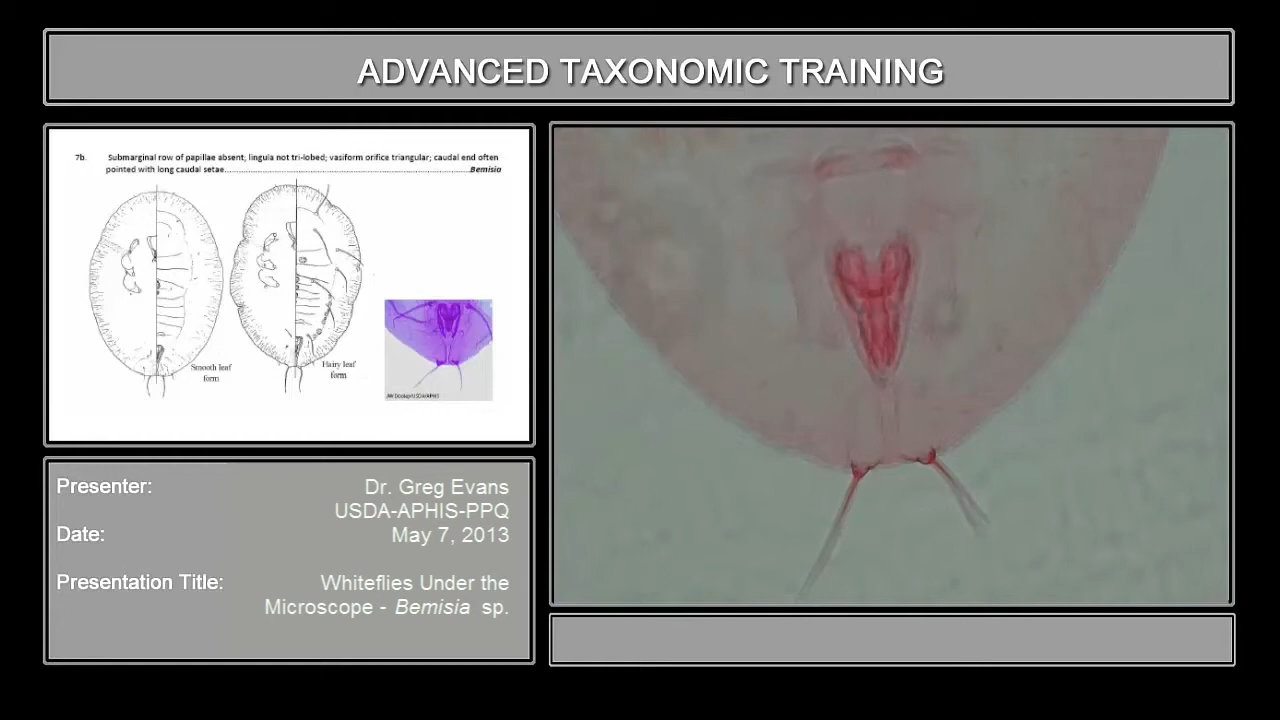 ADVANCED TAXONOMIC TRAINING
7b. Submarginal row of papillae absent; lingula not tri-lobed; vasiform orifice triangular; caudal end often
pointed with long caudal setae....................Bemisia
Smooth leaf
form
Hairy leaf
form
Presenter: Dr. Greg Evans
USDA-APHIS-PPQ
Date: May 7, 2013
Presentation Title: Whiteflies Under the
Microscope - Bemisia sp.